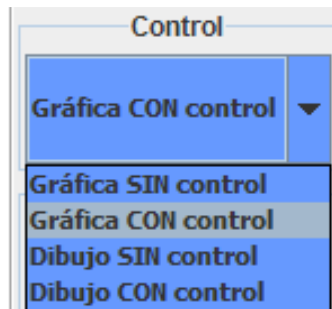 Control
Gráfica CON control
Gráfica SIN control
Gráfica CON control
Dibujo SIN control
Dibujo CON control